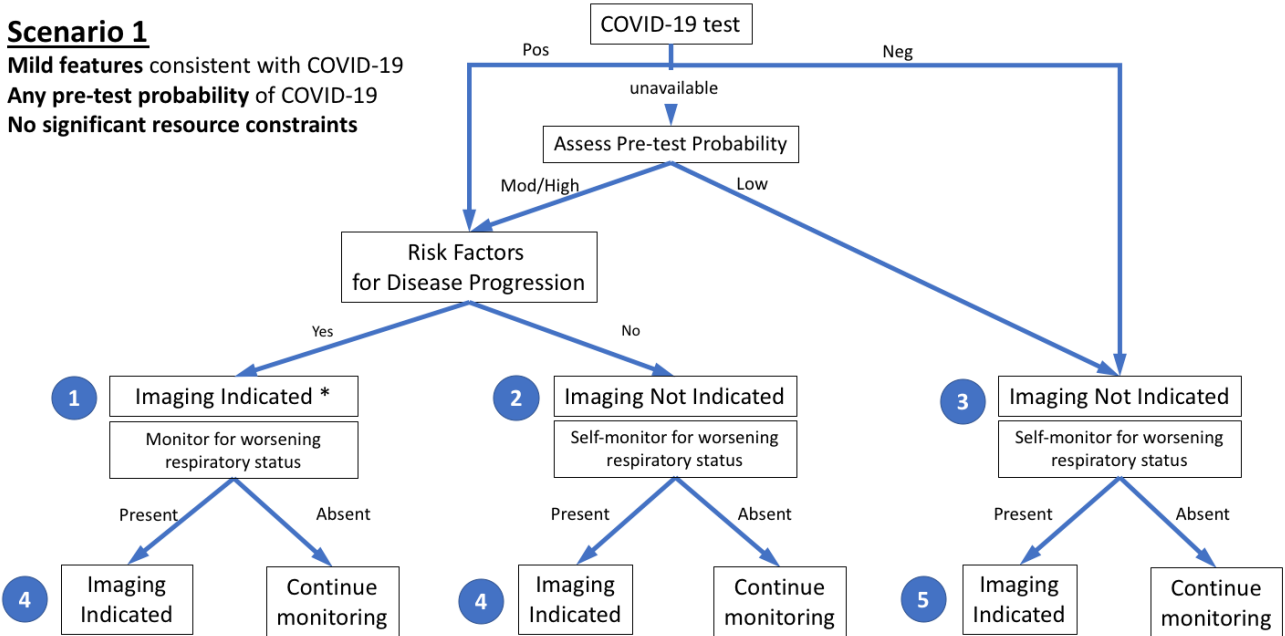 Scenario 1
Mild features consistent with COVID-19
Any pre-test probability of COVID-19
No significant resource constraints
COVID-19 test
Pos
Neg
unavailable
Assess Pre-test Probability
Mod/High
Low
Risk Factors
for Disease Progression
Yes
No
1
Imaging Indicated *
Monitor for worsening
respiratory status
2
Imaging Not Indicated
Self-monitor for worsening
respiratory status
3
Imaging Not Indicated
Self-monitor for worsening
respiratory status
Present
Absent
Present
Absent
Present
Absent
4
Imaging
Indicated
Continue
monitoring
4
Imaging
Indicated
Continue
monitoring
5
Imaging
Indicated
Continue
monitoring